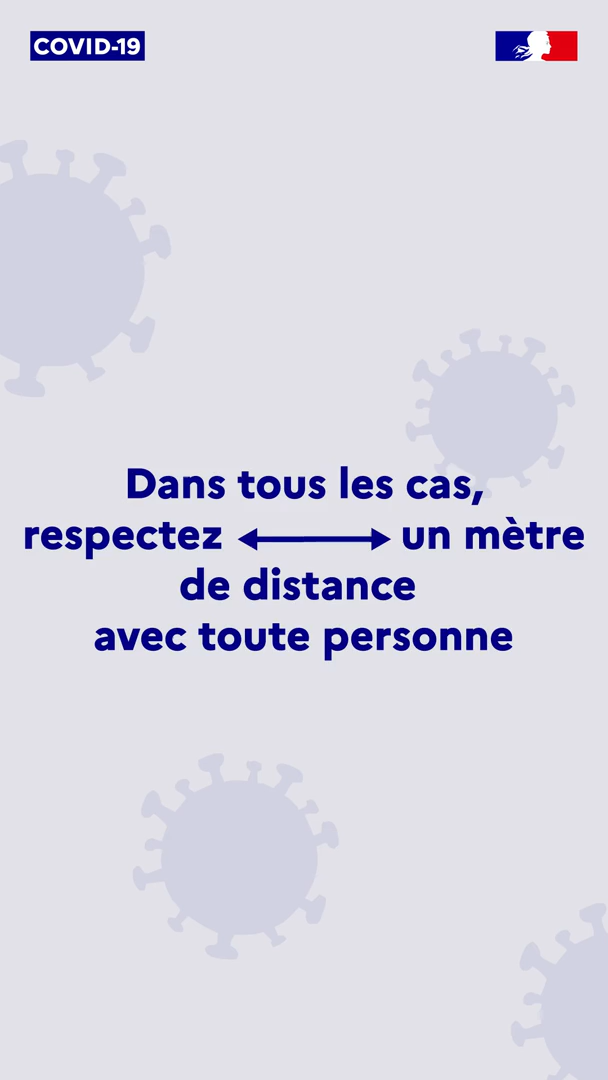 COVID-19
Dans tous les cas,
respectez un mètre
de distance
avec toute personne